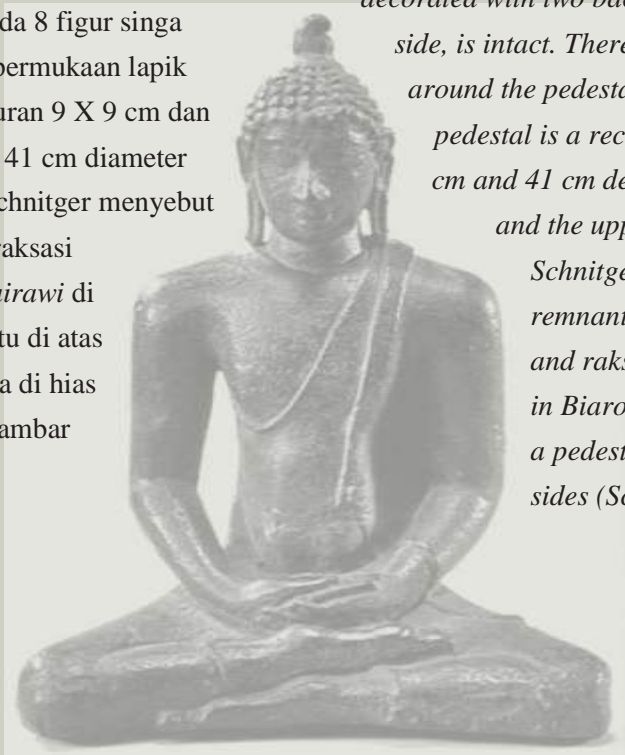 da 8 figur singa
permukaan lapik
uran 9 X 9 cm dan
41 cm diameter
chnitger menyebut
raksasi
airawi di
tu di atas
a di hias
ambar
decorated with two ba
side, is intact. There
around the pedesta
pedestal is a rec
cm and 41 cm de
and the upp
Schnitge
remnant
and raks
in Biaro
a pedest
sides (Sc